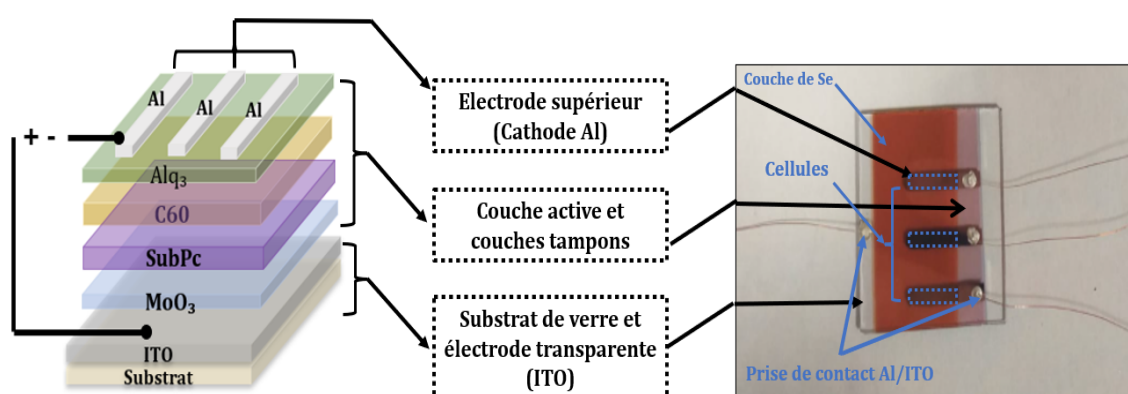 Al
Al
Al
+ -
Alq3
C60
SubPc
MoO3
ITO
Substrat
Electrode supérieur
(Cathode Al)
Couche active et
couches tampons
Substrat de verre et
électrode transparente
(ITO)
Couche de Se
Cellules
Prise de contact Al/ITO